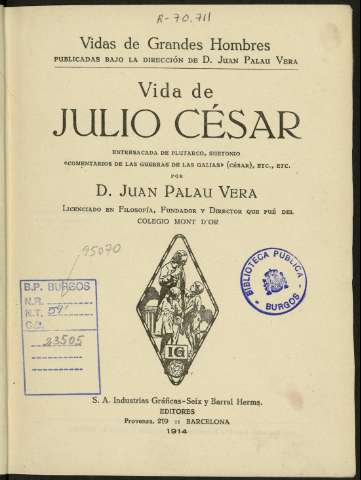 R-70.711
Vidas de Grandes Hombres
PUBLICADAS BAJO LA DIRECCIÓN DE D. JUAN PALAU VERA
Vida de
JULIO CÉSAR
ENTRESACADA DE PLUTARCO, SUETONIO
«COMENTARIOS DE LAS GUERRAS DE LAS GALIAS» (CÉSAR), ETC., ETC.
POR
D. JUAN PALAU VERA
LICENCIADO EN FILOSOFÍA, FUNDADOR Y DIRECTOR QUE FUÉ DEL
COLEGIO MONT D'OR
95070
B.P. BURGOS
N.R.
N.T. 59
23505
BIBLIOTECA PÚBLICA
BURGOS
IG
S. A. Industrias Gráficas-Seix y Barral Herms.
EDITORES
Provenza, 219 :: BARCELONA
1914